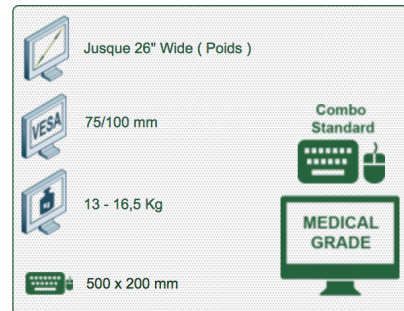 Jusque 26" Wide ( Poids )
VESA
75/100 mm
13 - 16,5 Kg
500 x 200 mm
Combo
Standard
MEDICAL
GRADE